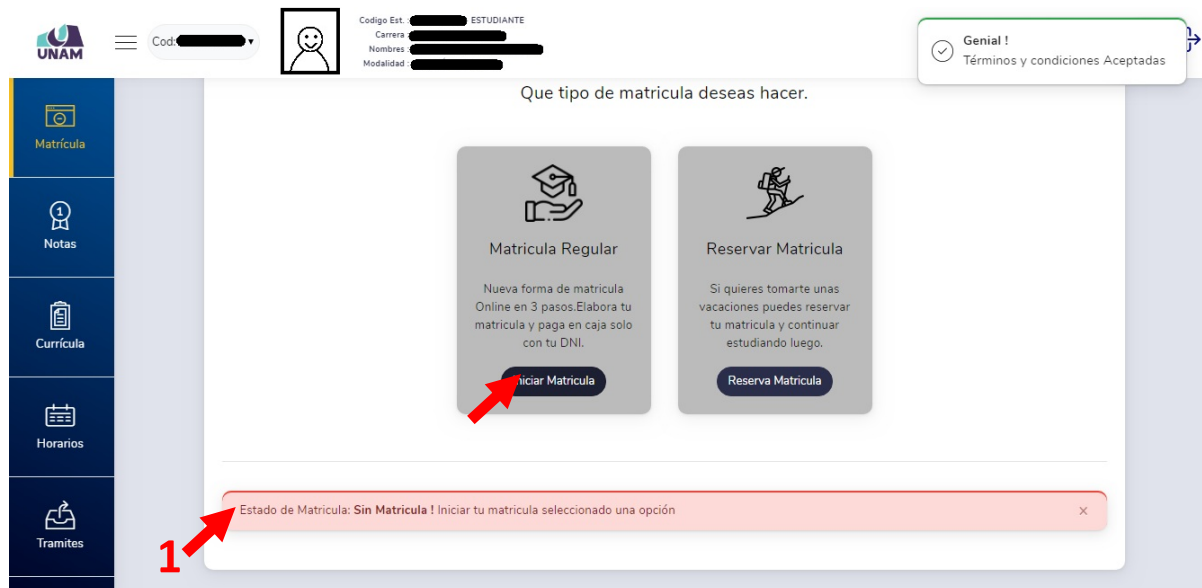 UNAM
Cod:
Codigo Est. : ESTUDIANTE
Carrera :
Nombres :
Modalidad :
Genial !
Términos y condiciones Aceptadas
Matrícula
Notas
Currícula
Horarios
Tramites
Que tipo de matricula deseas hacer.
Matricula Regular
Nueva forma de matricula
Online en 3 pasos.Elabora tu
matricula y paga en caja solo
con tu DNI.
Iniciar Matricula
Reservar Matricula
Si quieres tomarte unas
vacaciones puedes reservar
tu matricula y continuar
estudiando luego.
Reserva Matricula
Estado de Matricula: Sin Matricula ! Iniciar tu matricula seleccionado una opción
×
1